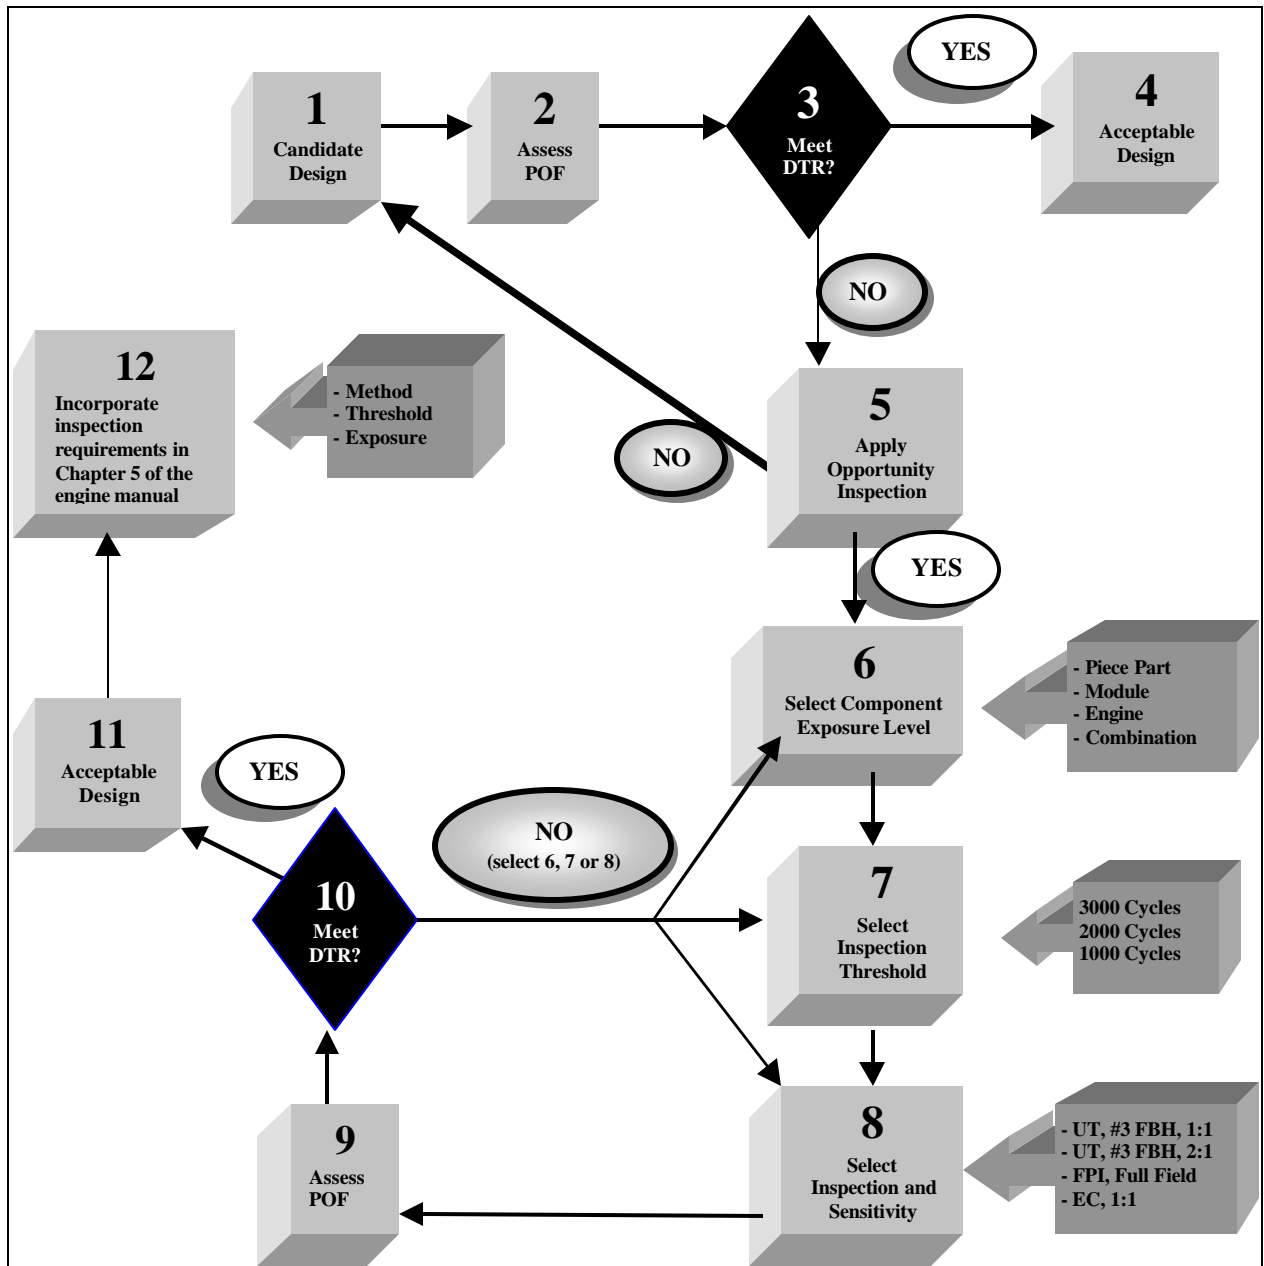 1
Candidate
Design
2
Assess
POF
3
Meet
DTR?
YES
4
Acceptable
Design
NO
5
Apply
Opportunity
Inspection
NO
YES
6
Select Component
Exposure Level
- Piece Part
- Module
- Engine
- Combination
7
Select
Inspection
Threshold
3000 Cycles
2000 Cycles
1000 Cycles
8
Select
Inspection and
Sensitivity
- UT, #3 FBH, 1:1
- UT, #3 FBH, 2:1
- FPI, Full Field
- EC, 1:1
9
Assess
POF
10
Meet
DTR?
NO
(select 6, 7 or 8)
YES
11
Acceptable
Design
12
Incorporate
inspection
requirements in
Chapter 5 of the
engine manual
- Method
- Threshold
- Exposure